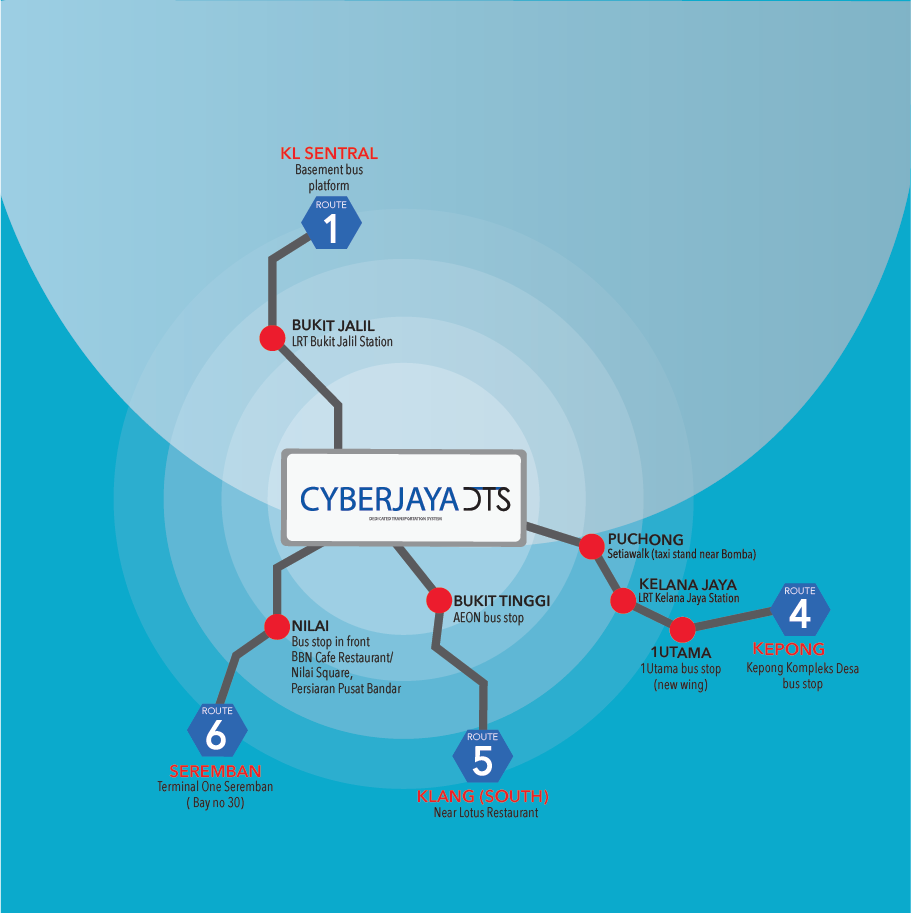 KL SENTRAL
Basement bus
platform
ROUTE
1
BUKIT JALIL
LRT Bukit Jalil Station
CYBERJAYA DTS
DEDICATED TRANSPORTATION SYSTEM
PUCHONG
Setiawalk (taxi stand near Bomba)
KELANA JAYA
LRT Kelana Jaya Station
1UTAMA
1Utama bus stop
(new wing)
ROUTE
4
KEPONG
Kepong Kompleks Desa
bus stop
BUKIT TINGGI
AEON bus stop
NILAI
Bus stop in front
BBN Cafe Restaurant/
Nilai Square,
Persiaran Pusat Bandar
ROUTE
6
SEREMBAN
Terminal One Seremban
( Bay no 30)
ROUTE
5
KLANG (SOUTH)
Near Lotus Restaurant